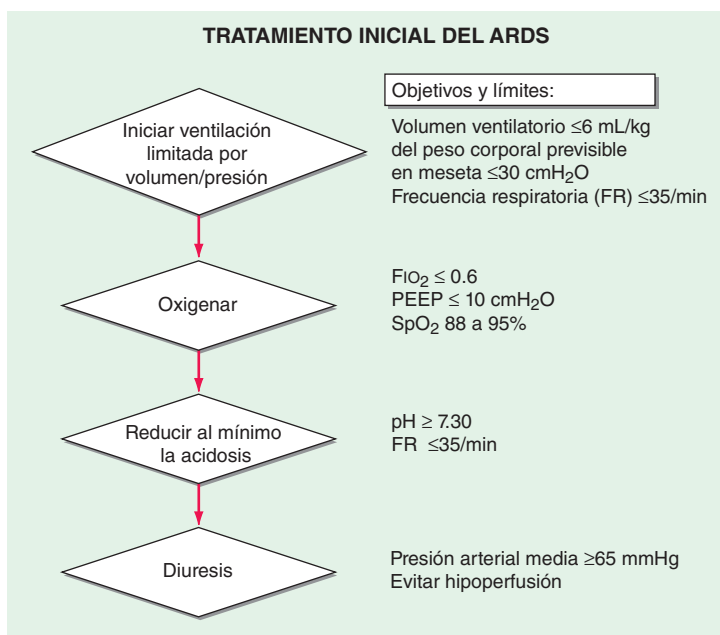 TRATAMIENTO INICIAL DEL ARDS
Objetivos y límites:
Iniciar ventilación
limitada por
volumen/presión
Volumen ventilatorio ≤6 mL/kg
del peso corporal previsible
en meseta ≤30 cmH2O
Frecuencia respiratoria (FR) ≤35/min
Oxigenar
FIO2 ≤ 0.6
PEEP ≤ 10 cmH2O
SpO2 88 a 95%
Reducir al mínimo
la acidosis
pH ≥ 7.30
FR ≤35/min
Diuresis
Presión arterial media ≥65 mmHg
Evitar hipoperfusión